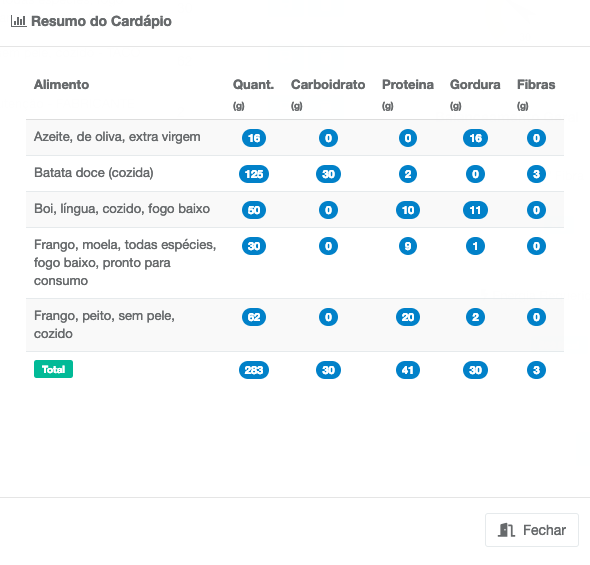 Resumo do Cardápio
Alimento Quant. Carboidrato Proteina Gordura Fibras
(g) (g) (g) (g) (g)
Azeite, de oliva, extra virgem 16 0 0 16 0
Batata doce (cozida) 125 30 2 0 3
Boi, língua, cozido, fogo baixo 50 0 10 11 0
Frango, moela, todas espécies, 30 0 9 1 0
fogo baixo, pronto para
consumo
Frango, peito, sem pele, 62 0 20 2 0
cozido
Total 283 30 41 30 3
Fechar